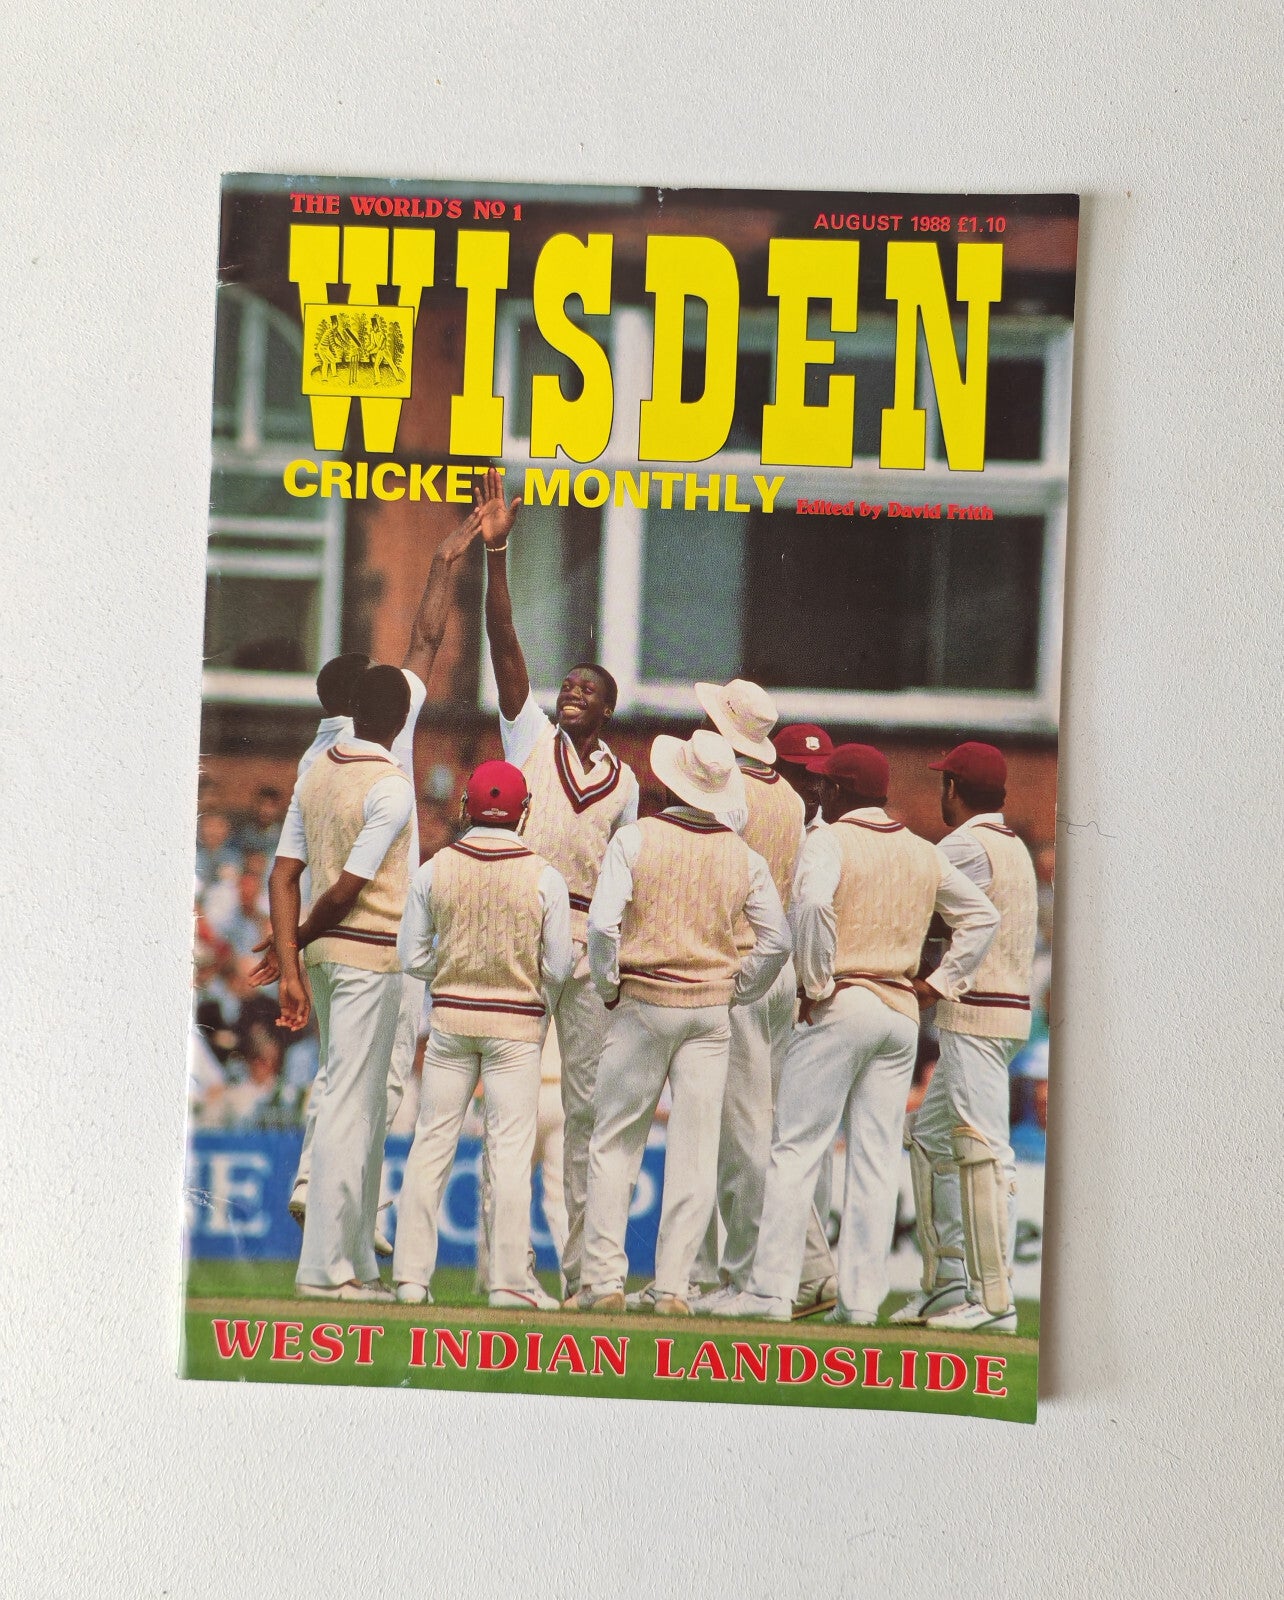 THE WORLD'S Nº 1
AUGUST 1988 £1.10
WISDEN
CRICKET MONTHLY
Edited by David Frith
WEST INDIAN LANDSLIDE